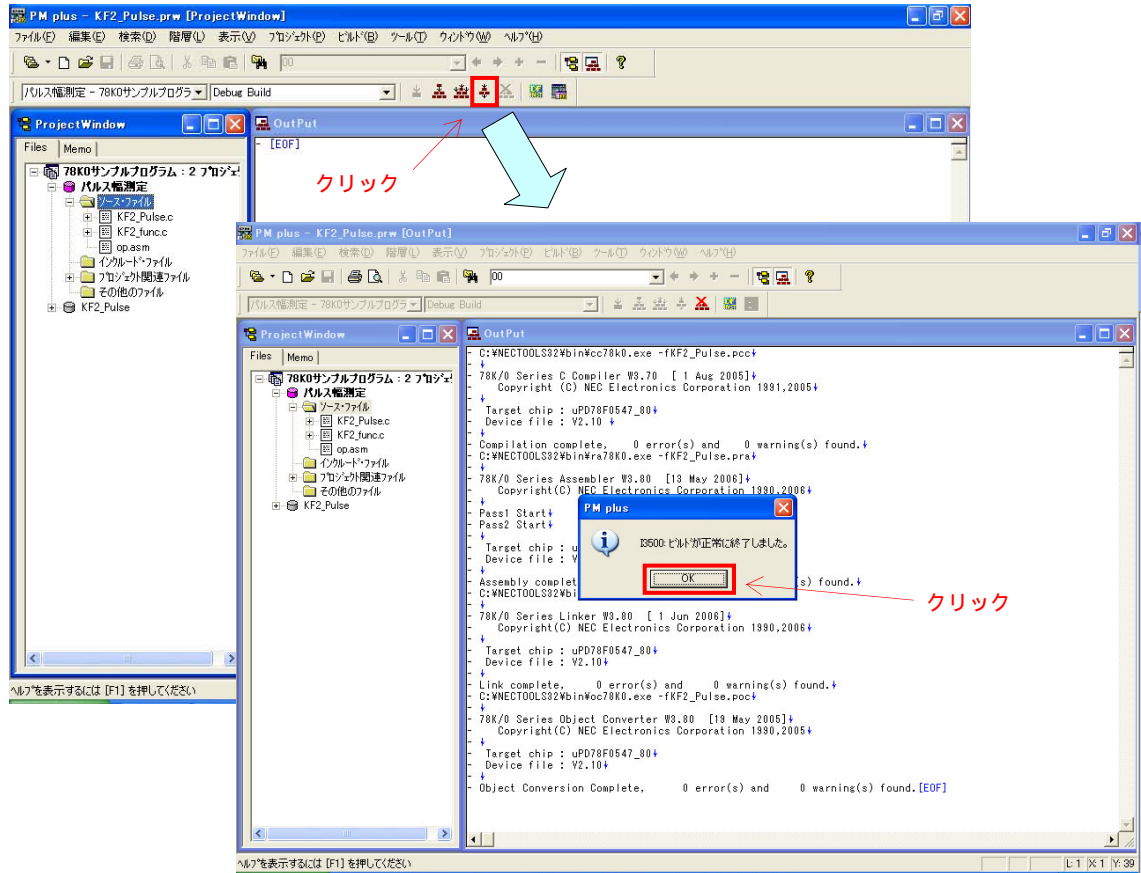 PM plus - KF2_Pulse.prw [ProjectWindow]
ファイル(F) 編集(E) 検索(D) 階層(L) 表示(V) プロジェクト(P) ビルド(B) ツール(T) ウィンドウ(W) ヘルプ(H)
00
パルス幅測定 - 78K0サンプルプログラ Debug Build
ProjectWindow
Files Memo
78K0サンプルプログラム : 2 プロジェ
パルス幅測定
ソース・ファイル
KF2_Pulse.c
KF2_func.c
op.asm
インクルード・ファイル
プロジェクト関連ファイル
その他のファイル
KF2_Pulse
ヘルプを表示するには [F1] を押してください
OutPut
- [EOF]
クリック
PM plus - KF2_Pulse.prw [OutPut]
ファイル(F) 編集(E) 検索(D) 階層(L) 表示(V) プロジェクト(P) ビルド(B) ツール(T) ウィンドウ(W) ヘルプ(H)
00
パルス幅測定 - 78K0サンプルプログラ Debug Build
ProjectWindow
Files Memo
78K0サンプルプログラム : 2 プロジェ
パルス幅測定
ソース・ファイル
KF2_Pulse.c
KF2_func.c
op.asm
インクルード・ファイル
プロジェクト関連ファイル
その他のファイル
KF2_Pulse
OutPut
- C:¥NECTOOLS32¥bin¥cc78k0.exe -fKF2_Pulse.pcc↓
- ↓
- 78K/0 Series C Compiler W3.70 [ 1 Aug 2005]↓
- Copyright (C) NEC Electronics Corporation 1991,2005↓
- ↓
- Target chip : uPD78F0547_80↓
- Device file : V2.10 ↓
- ↓
- Compilation complete, 0 error(s) and 0 warning(s) found.↓
- C:¥NECTOOLS32¥bin¥ra78K0.exe -fKF2_Pulse.pra↓
- ↓
- 78K/0 Series Assembler W3.80 [13 May 2006]↓
- Copyright(C) NEC Electronics Corporation 1990,2006↓
- ↓
- Pass1 Start↓
- Pass2 Start↓
- ↓
- Target chip : u
- Device file : V
- ↓
- Assembly complet s) found.↓
- C:¥NECTOOLS32¥bi
- ↓
- 78K/0 Series Linker W3.80 [ 1 Jun 2006]↓
- Copyright(C) NEC Electronics Corporation 1990,2006↓
- ↓
- Target chip : uPD78F0547_80↓
- Device file : V2.10↓
- ↓
- Link complete, 0 error(s) and 0 warning(s) found.↓
- C:¥NECTOOLS32¥bin¥oc78K0.exe -fKF2_Pulse.poc↓
- ↓
- 78K/0 Series Object Converter W3.80 [19 May 2005]↓
- Copyright(C) NEC Electronics Corporation 1990,2005↓
- ↓
- Target chip : uPD78F0547_80↓
- Device file : V2.10↓
- ↓
- Object Conversion Complete, 0 error(s) and 0 warning(s) found.[EOF]
PM plus
I3500: ビルドが正常に終了しました。
OK
クリック
ヘルプを表示するには [F1] を押してください
L: 1 X: 1 Y: 39